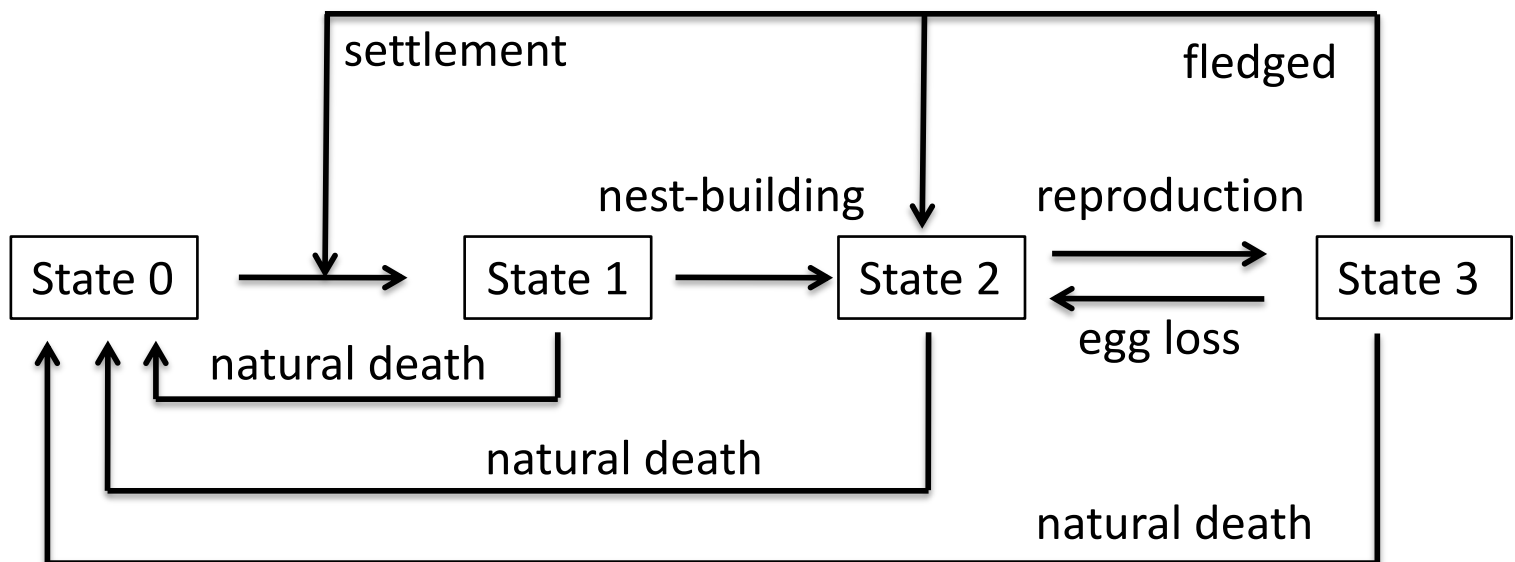 settlement
fledged
nest-building
reproduction
State 0
State 1
State 2
State 3
egg loss
natural death
natural death
natural death